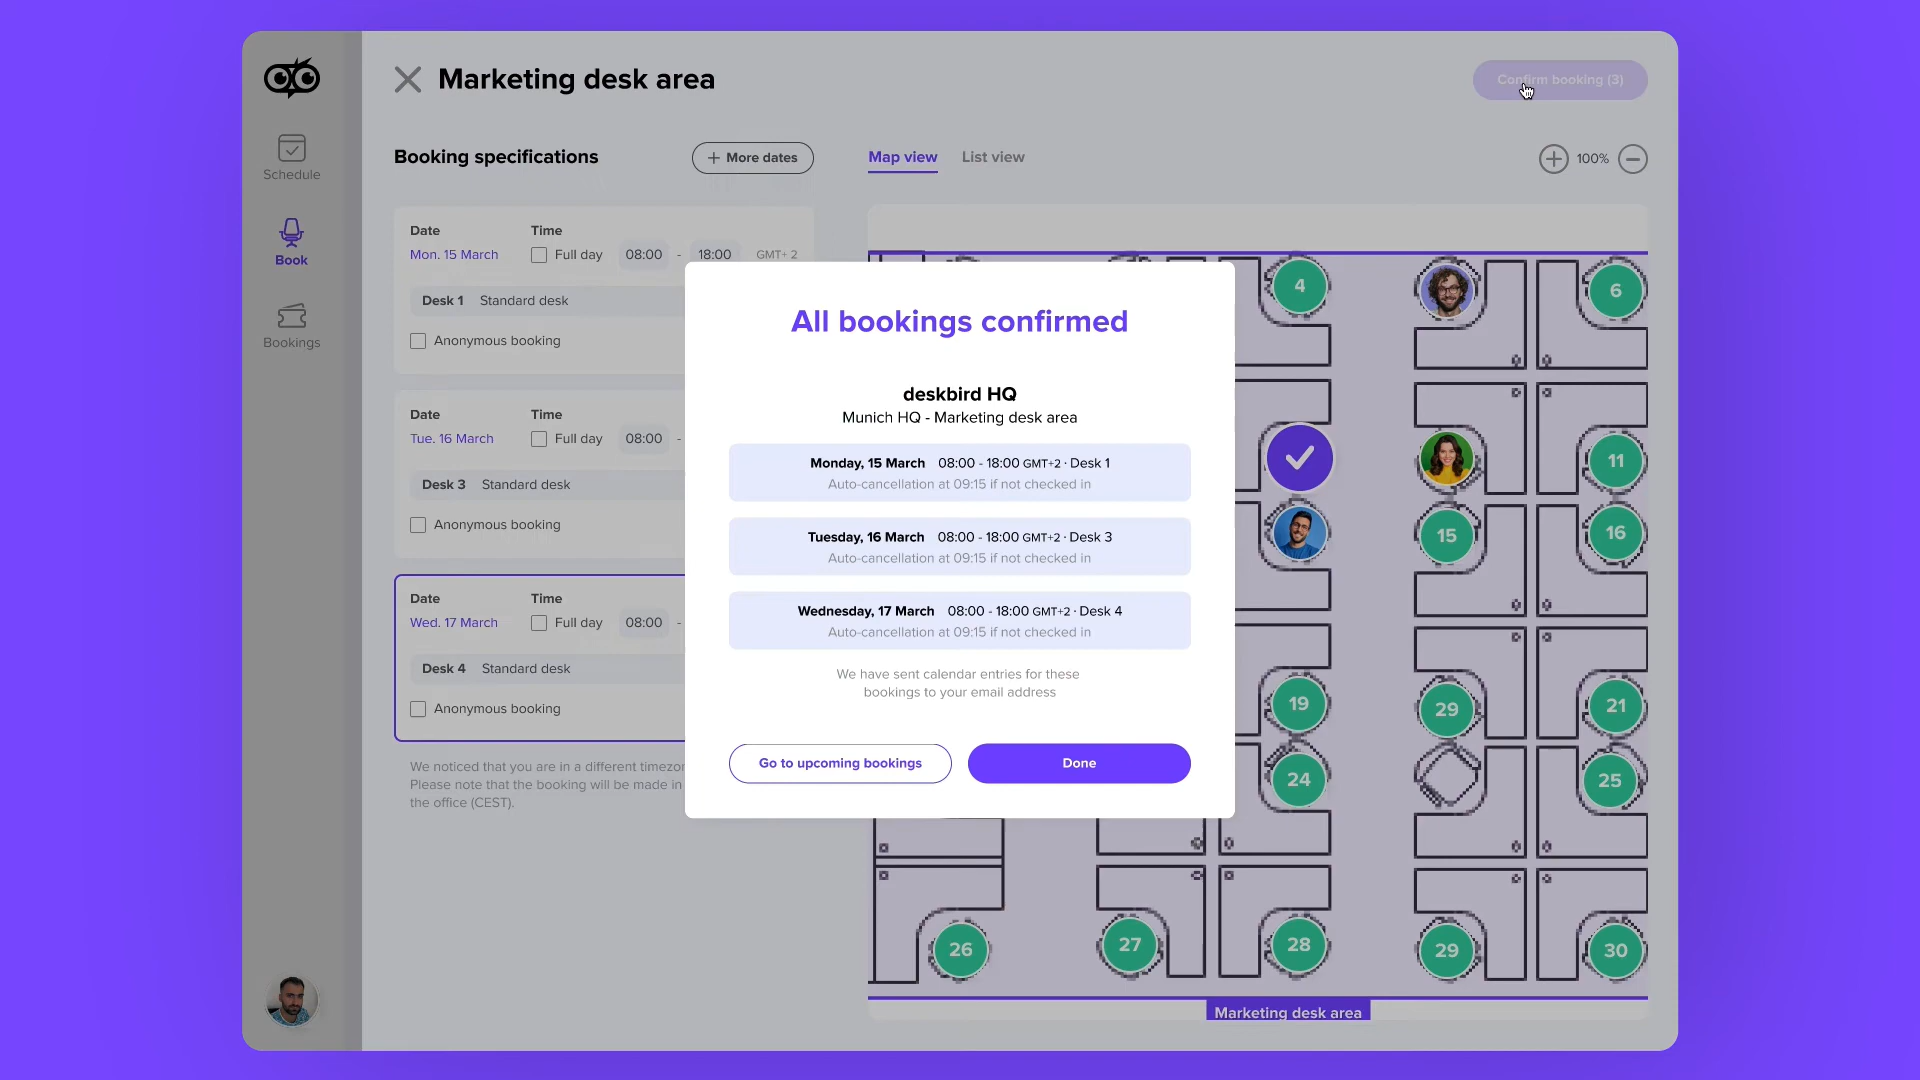 Marketing desk area
Confirm booking (3)
Schedule
Book
Bookings
Booking specifications
+ More dates
Map view
List view
100%
Date
Time
Mon. 15 March
Full day
08:00 - 18:00 GMT+ 2
Desk 1 Standard desk
Anonymous booking
Date
Time
Tue. 16 March
Full day
08:00 -
Desk 3 Standard desk
Anonymous booking
Date
Time
Wed. 17 March
Full day
08:00 -
Desk 4 Standard desk
Anonymous booking
We noticed that you are in a different
Please note that the booking will be made in
the office (CEST).
All bookings confirmed
deskbird HQ
Munich HQ - Marketing desk area
Monday, 15 March 08:00 - 18:00 GMT+2 · Desk 1
Auto-cancellation at 09:15 if not checked in
Tuesday, 16 March 08:00 - 18:00 GMT+2 · Desk 3
Auto-cancellation at 09:15 if not checked in
Wednesday, 17 March 08:00 - 18:00 GMT+2 · Desk 4
Auto-cancellation at 09:15 if not checked in
We have sent calendar entries for these
bookings to your email address
Go to upcoming bookings
Done
4
6
11
15
16
19
29
21
24
25
26
27
28
29
30
Marketing desk area